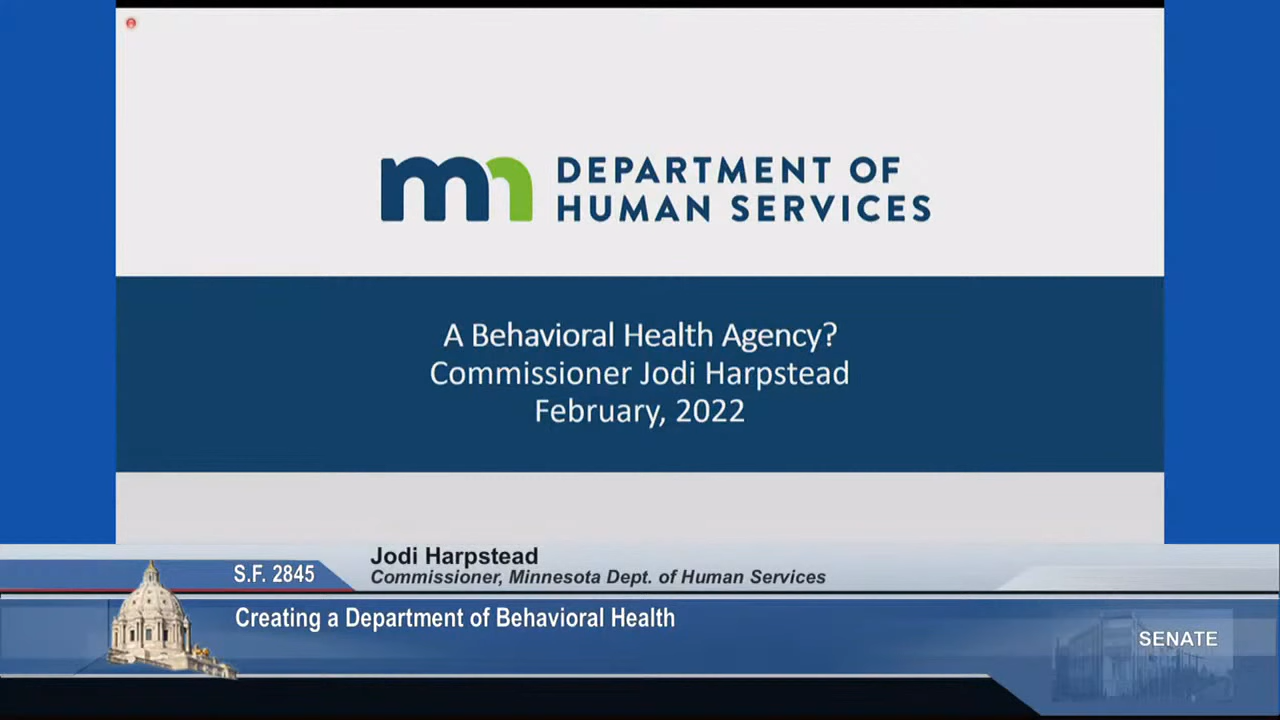 mn DEPARTMENT OF
HUMAN SERVICES
A Behavioral Health Agency?
Commissioner Jodi Harpstead
February, 2022
Jodi Harpstead
Commissioner, Minnesota Dept. of Human Services
S.F. 2845
Creating a Department of Behavioral Health
SENATE